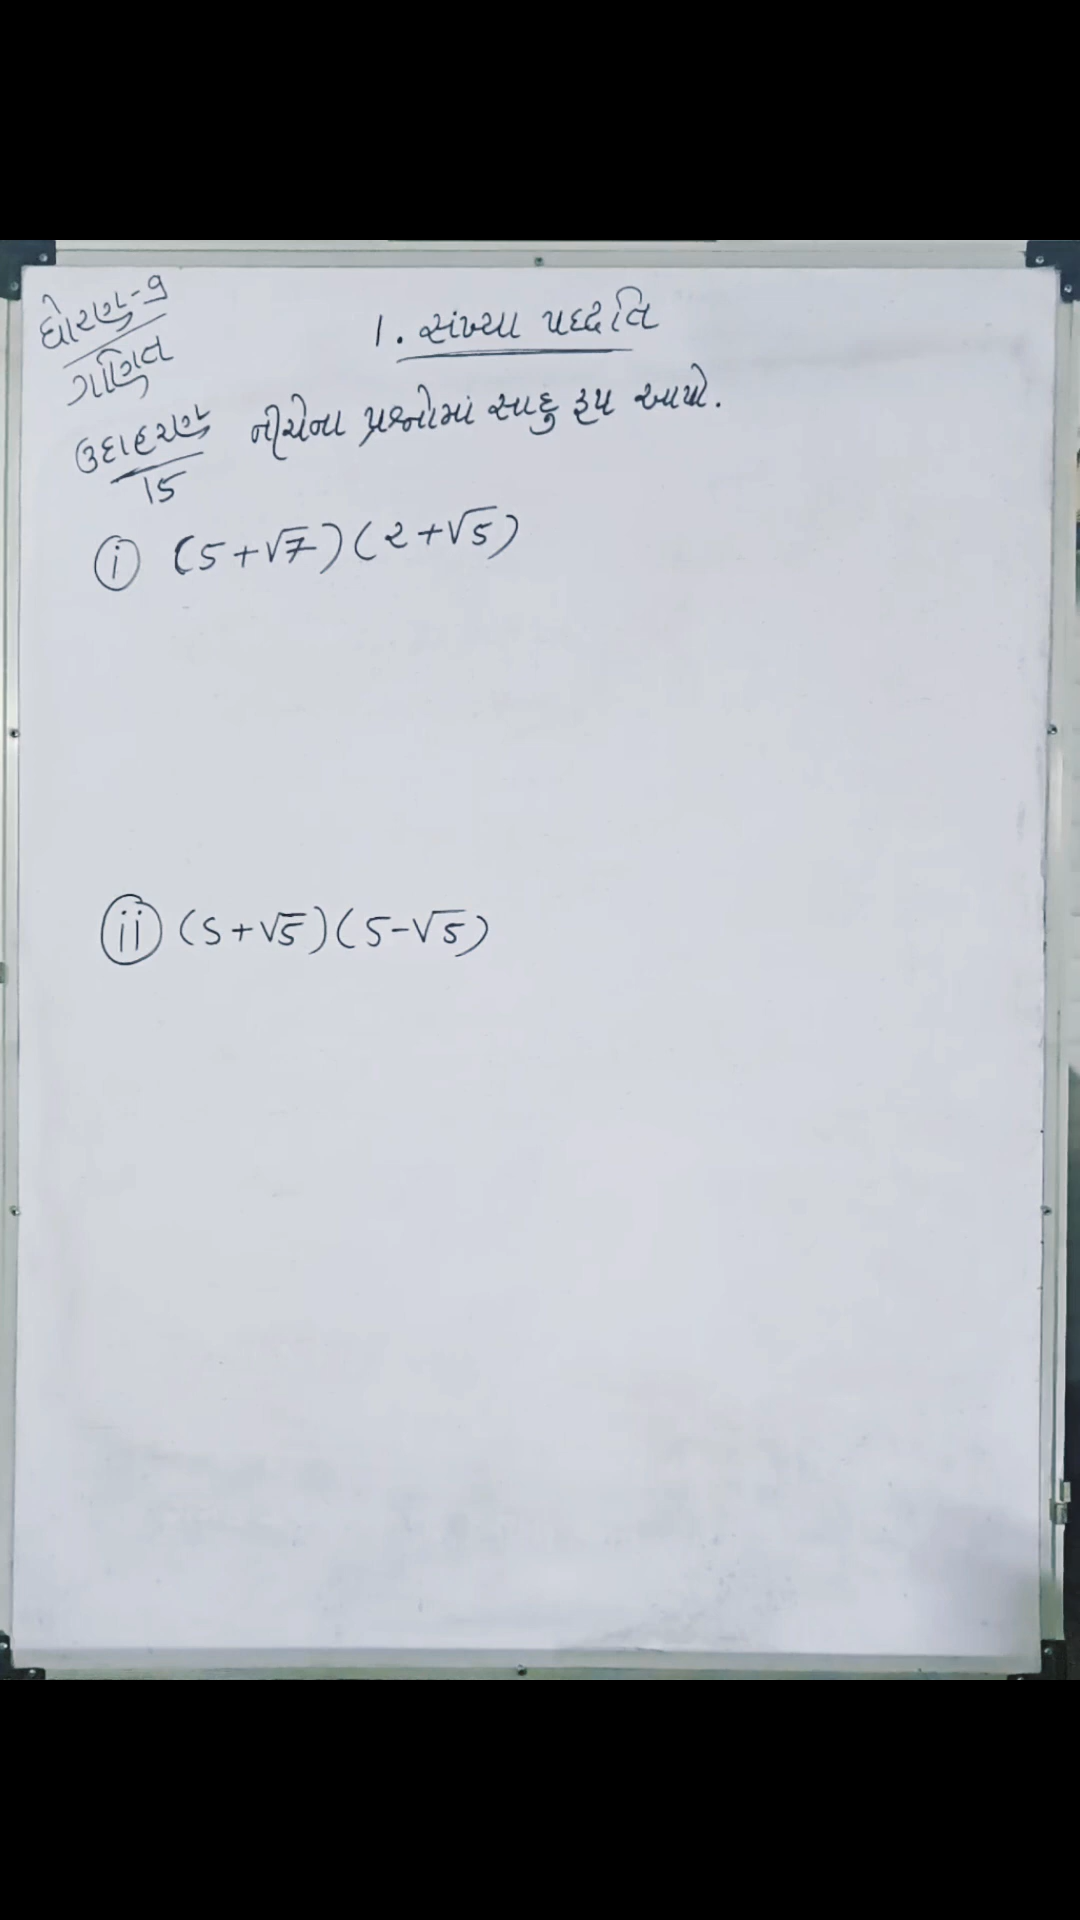 ધોરણ-9
ગણિત
1. સંખ્યા પદ્ધતિ
ઉદાહરણ 15
નીચેના પ્રશ્નોમાં સાદુ રૂપ આપો.
(i) (5+√7)(2+√5)
(ii) (5+√5)(5-√5)